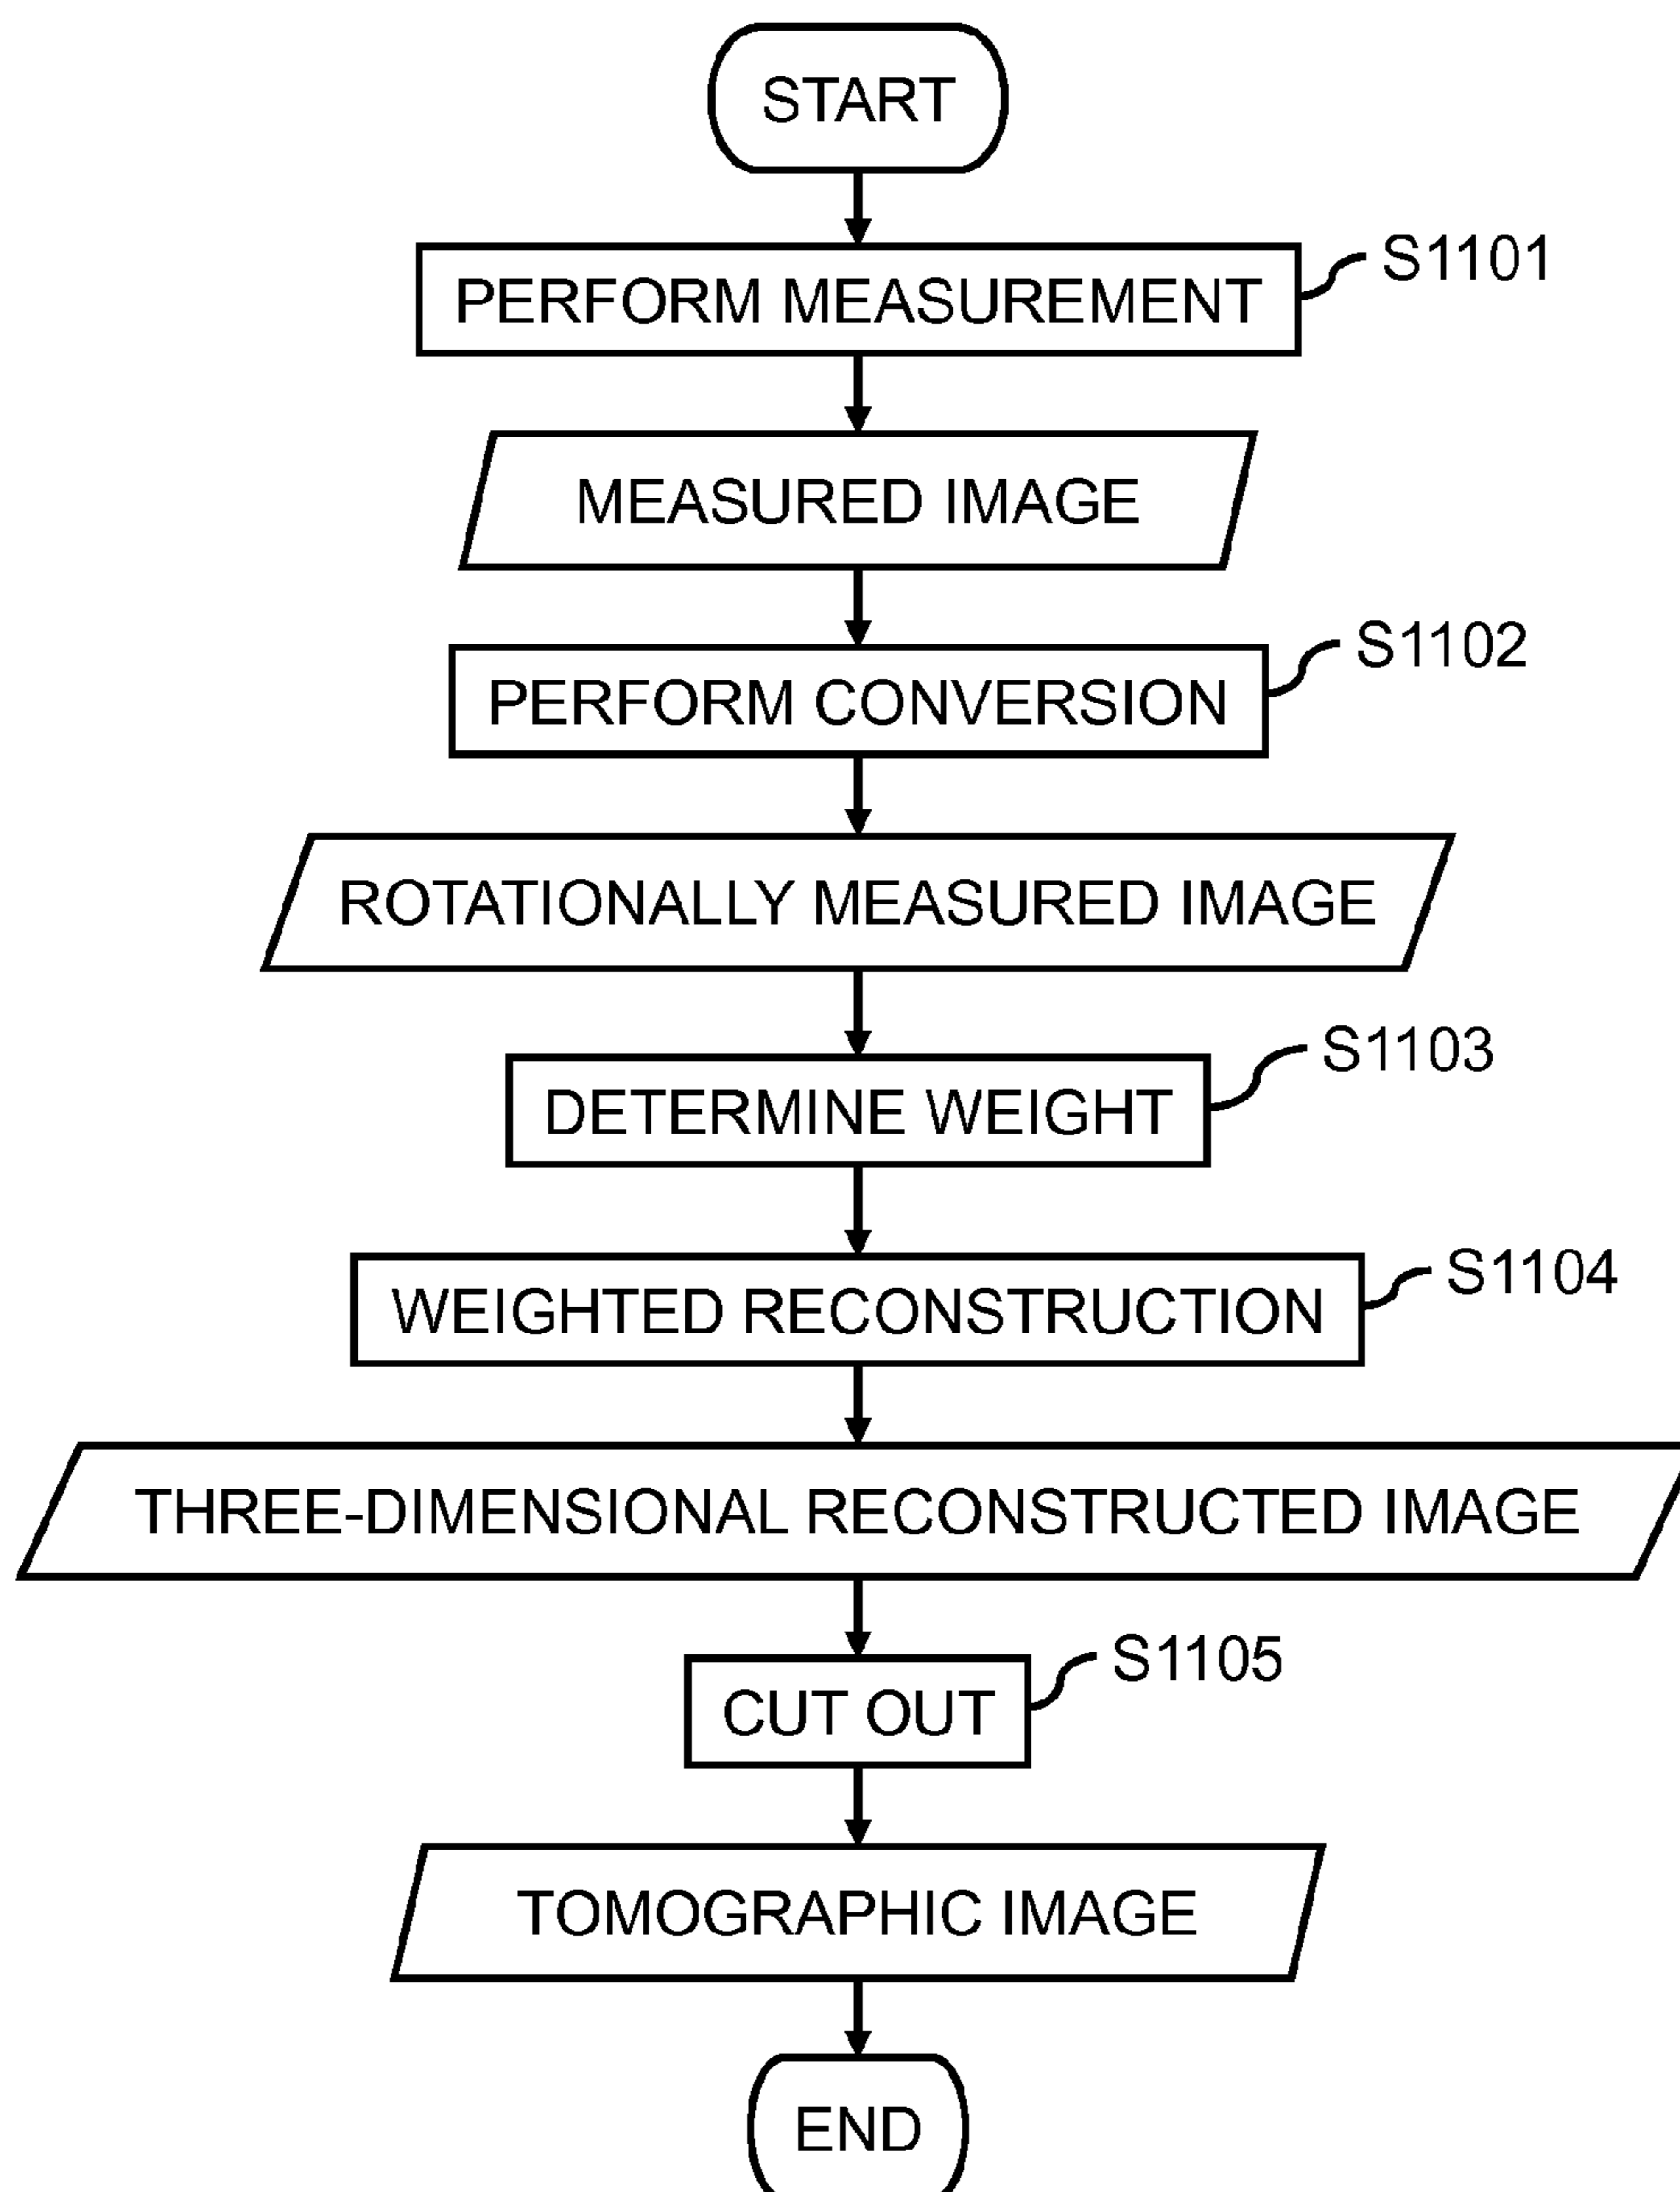 START
PERFORM MEASUREMENT
S1101
MEASURED IMAGE
PERFORM CONVERSION
S1102
ROTATIONALLY MEASURED IMAGE
DETERMINE WEIGHT
S1103
WEIGHTED RECONSTRUCTION
S1104
THREE-DIMENSIONAL RECONSTRUCTED IMAGE
CUT OUT
S1105
TOMOGRAPHIC IMAGE
END